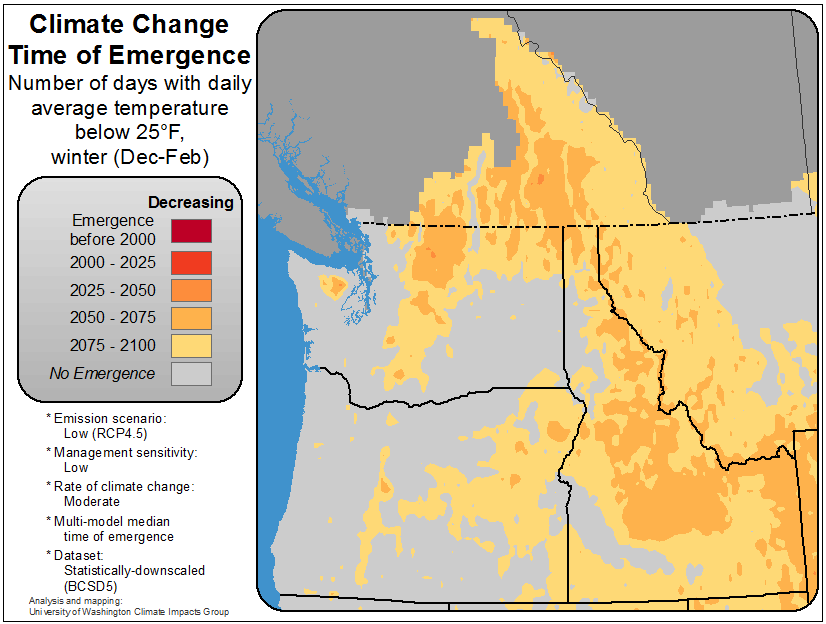 Climate Change
Time of Emergence
Number of days with daily
average temperature
below 25°F,
winter (Dec-Feb)
Decreasing
Emergence
before 2000
2000 - 2025
2025 - 2050
2050 - 2075
2075 - 2100
No Emergence
* Emission scenario:
Low (RCP4.5)
* Management sensitivity:
Low
* Rate of climate change:
Moderate
* Multi-model median
time of emergence
* Dataset:
Statistically-downscaled
(BCSD5)
Analysis and mapping:
University of Washington Climate Impacts Group